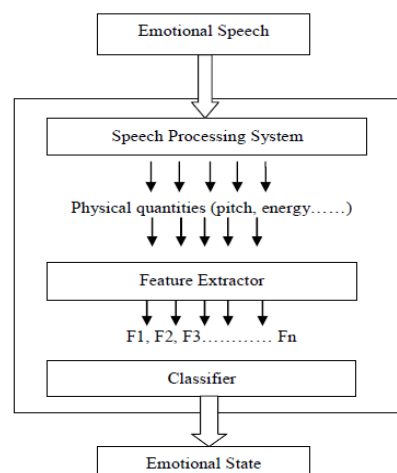 Emotional Speech
Speech Processing System
Physical quantities (pitch, energy……)
Feature Extractor
F1, F2, F3………… Fn
Classifier
Emotional State